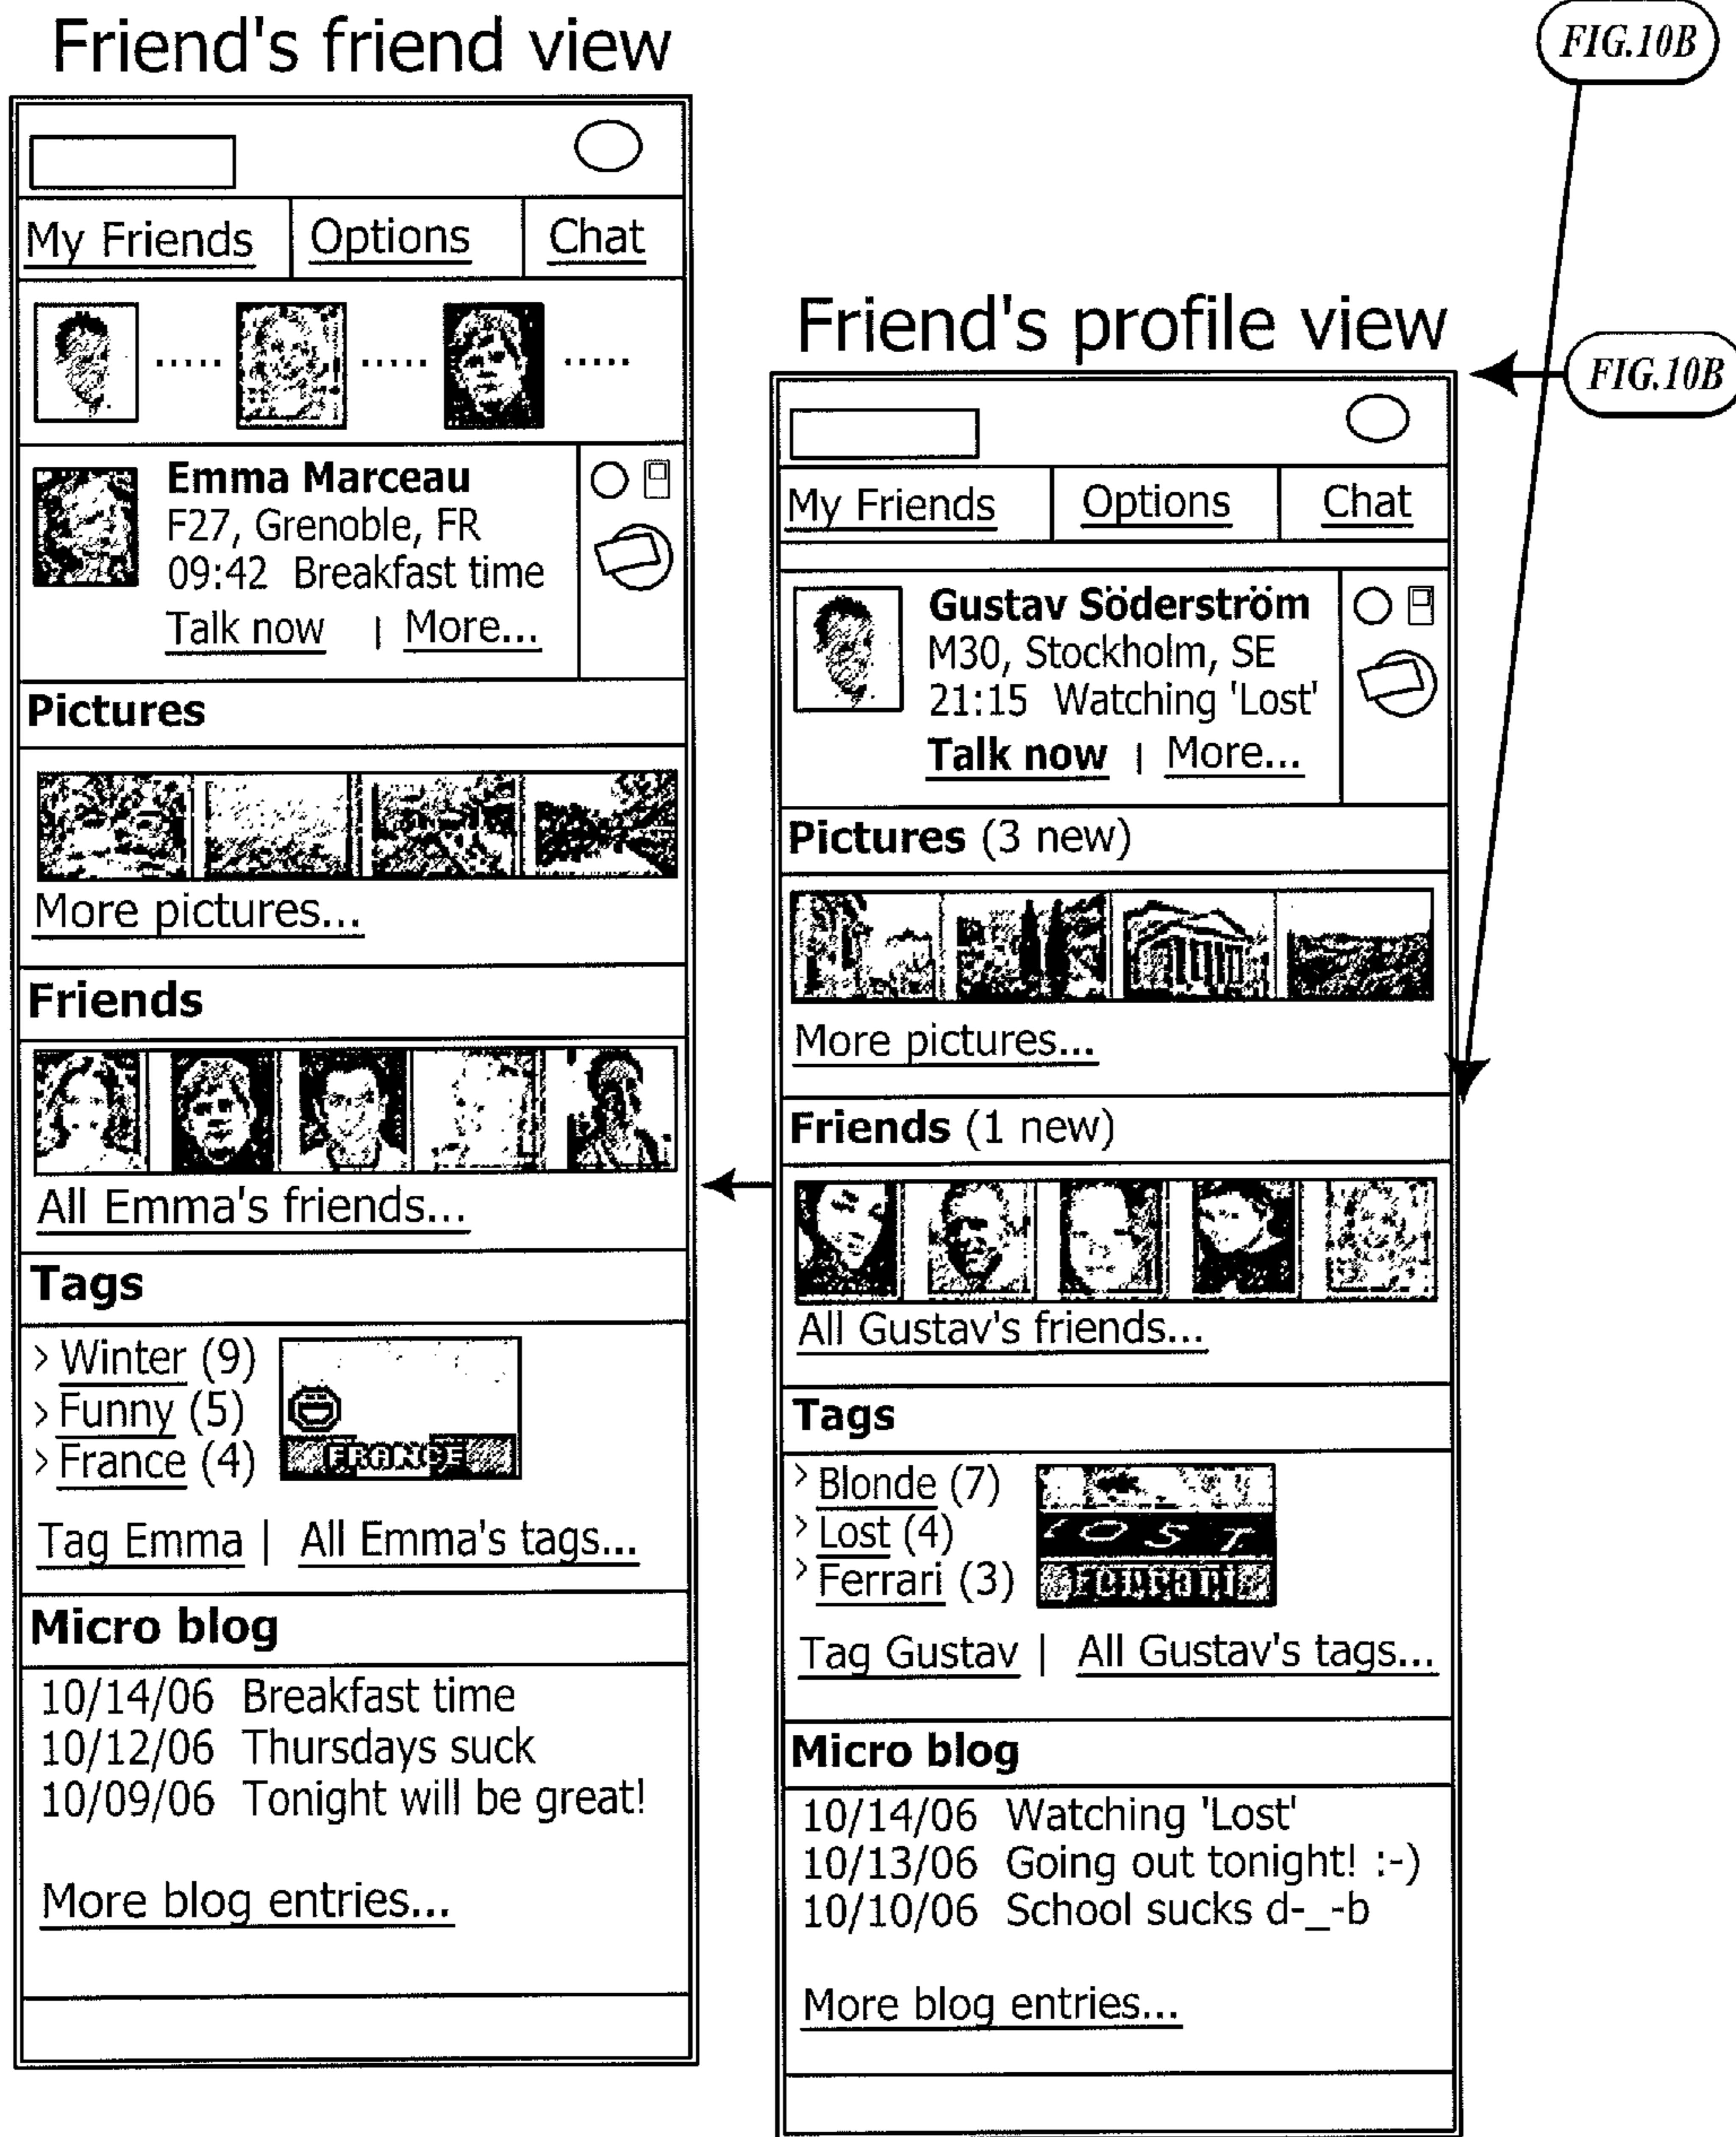 Friend's friend view
My Friends Options Chat
..... ..... .....
Emma Marceau
F27, Grenoble, FR
09:42 Breakfast time
Talk now | More...
Pictures
More pictures...
Friends
All Emma's friends...
Tags
> Winter (9)
> Funny (5)
> France (4)
FRANCE
Tag Emma | All Emma's tags...
Micro blog
10/14/06 Breakfast time
10/12/06 Thursdays suck
10/09/06 Tonight will be great!
More blog entries...
FIG.10B
FIG.10B
Friend's profile view
My Friends Options Chat
Gustav Söderström
M30, Stockholm, SE
21:15 Watching 'Lost'
Talk now | More...
Pictures (3 new)
More pictures...
Friends (1 new)
All Gustav's friends...
Tags
> Blonde (7)
> Lost (4)
> Ferrari (3)
LOST
Ferrari
Tag Gustav | All Gustav's tags...
Micro blog
10/14/06 Watching 'Lost'
10/13/06 Going out tonight! :-)
10/10/06 School sucks d-_-b
More blog entries...